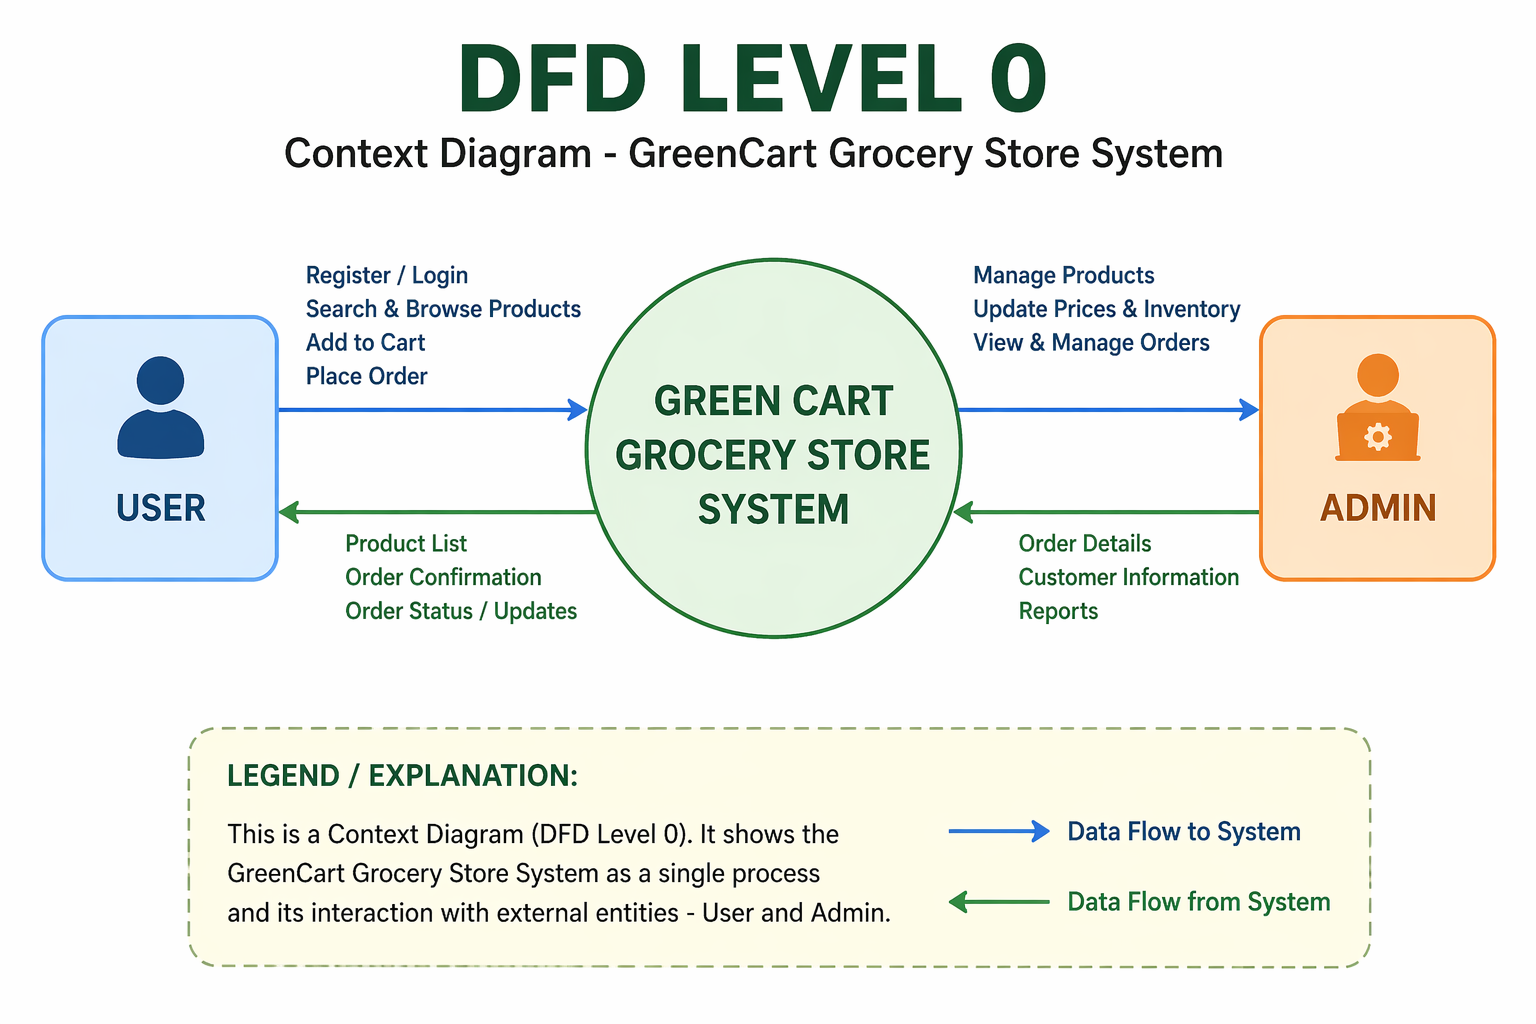 DFD LEVEL 0
Context Diagram - GreenCart Grocery Store System
Register / Login
Search & Browse Products
Add to Cart
Place Order
Manage Products
Update Prices & Inventory
View & Manage Orders
USER
GREEN CART
GROCERY STORE
SYSTEM
ADMIN
Product List
Order Confirmation
Order Status / Updates
Order Details
Customer Information
Reports
LEGEND / EXPLANATION:
This is a Context Diagram (DFD Level 0). It shows the
GreenCart Grocery Store System as a single process
and its interaction with external entities - User and Admin.
Data Flow to System
Data Flow from System